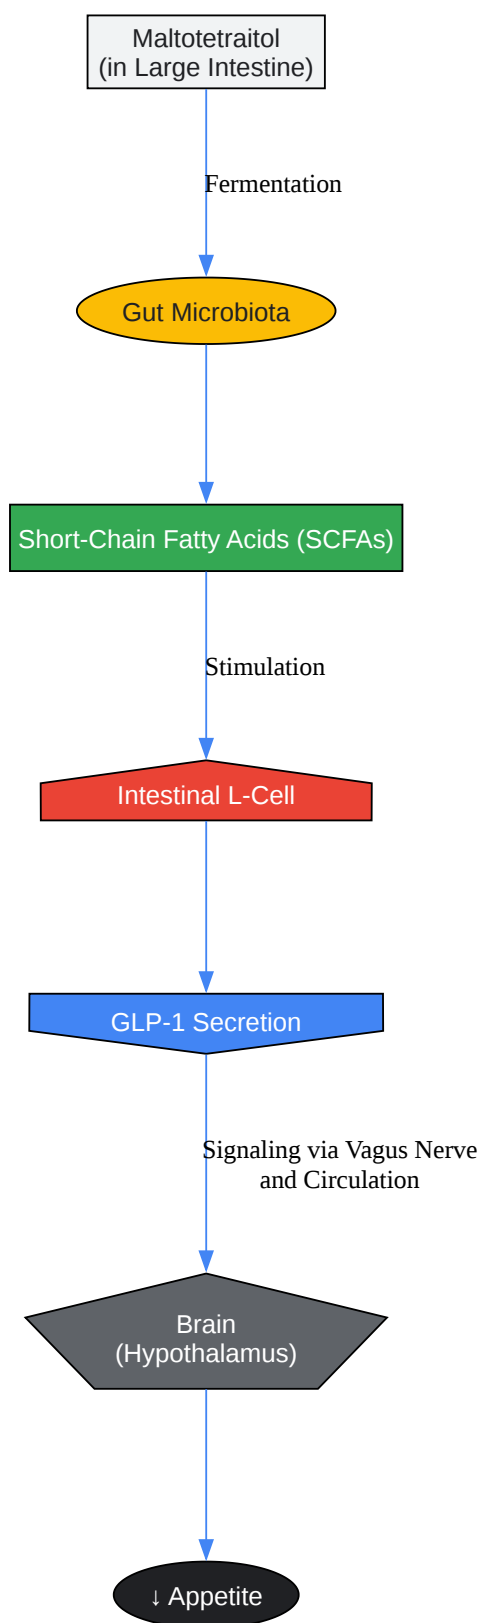 Maltotetraitol
(in Large Intestine)
Fermentation
Gut Microbiota
Short-Chain Fatty Acids (SCFAs)
Stimulation
Intestinal L-Cell
GLP-1 Secretion
Signaling via Vagus Nerve
and Circulation
Brain
(Hypothalamus)
↓ Appetite